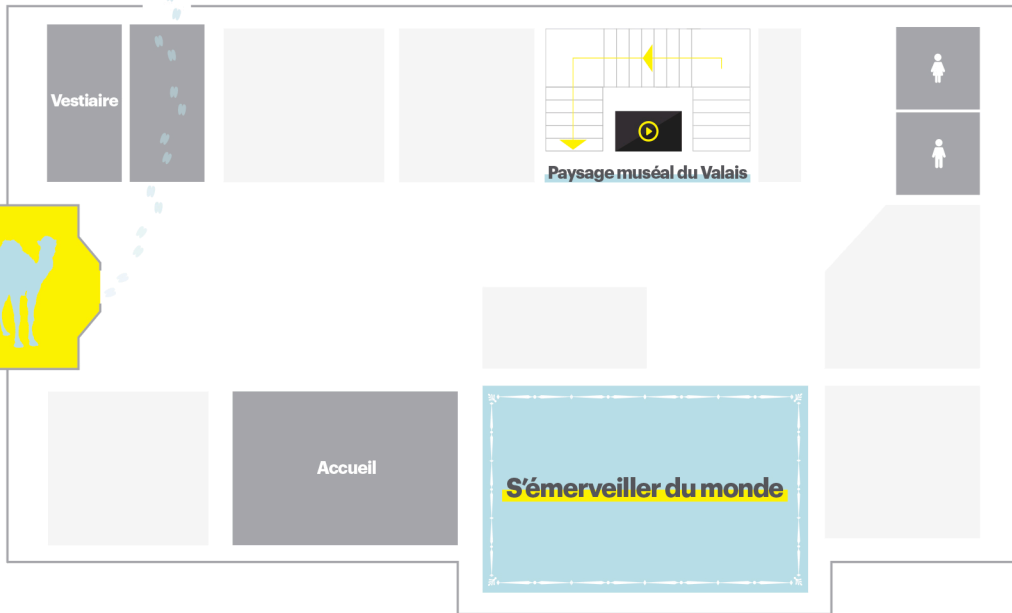 Vestiaire
Paysage muséal du Valais
Accueil
S’émerveiller du monde